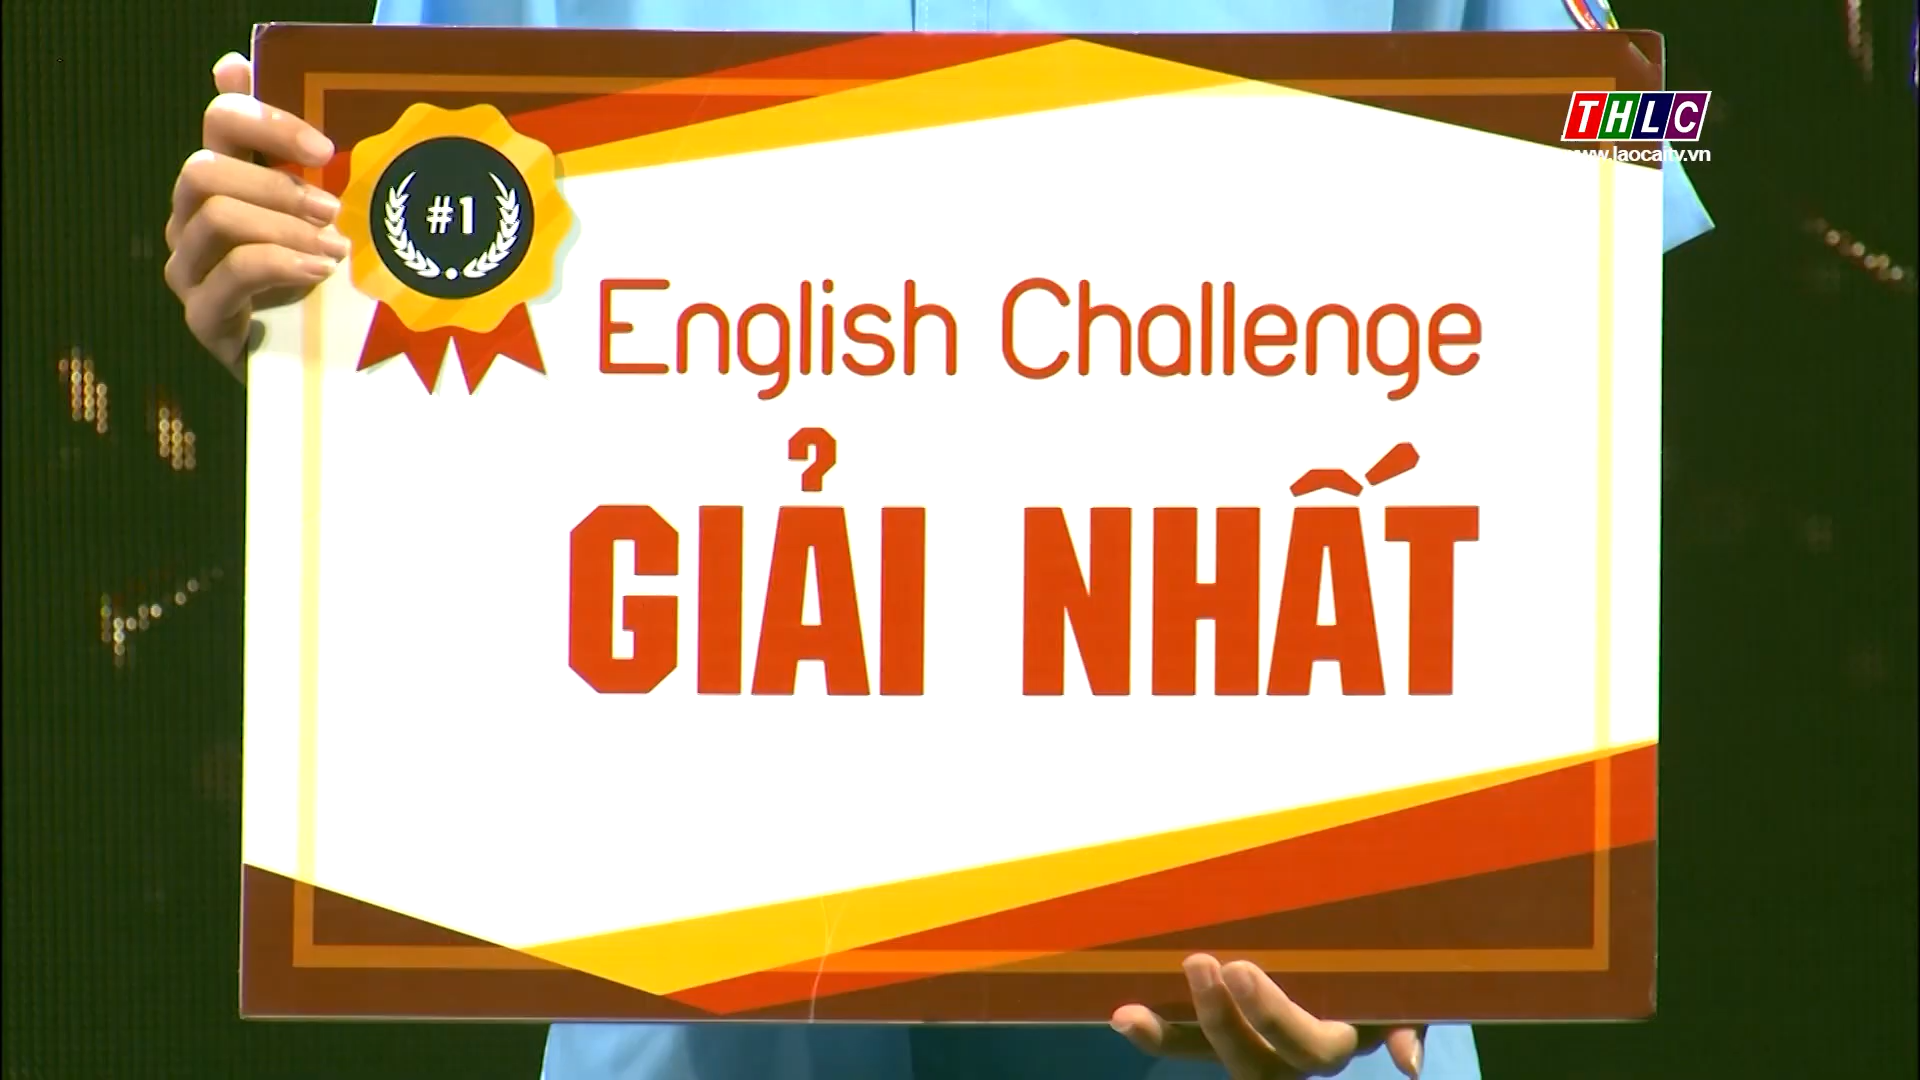 THLC
www.laocaitv.vn
#1
English Challenge
GIẢI NHẤT